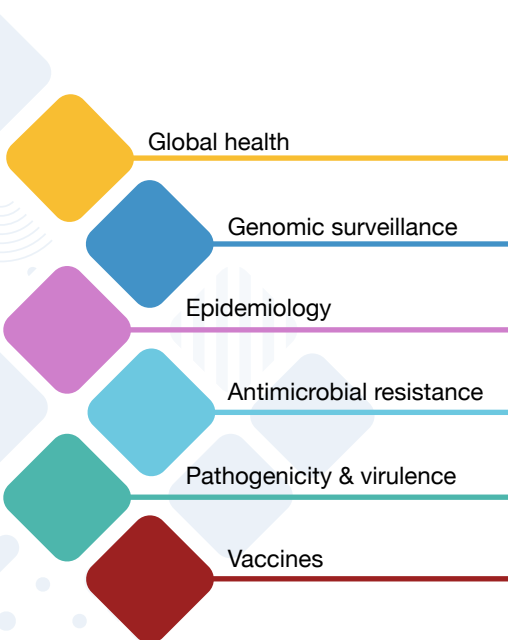 Global health
Genomic surveillance
Epidemiology
Antimicrobial resistance
Pathogenicity & virulence
Vaccines